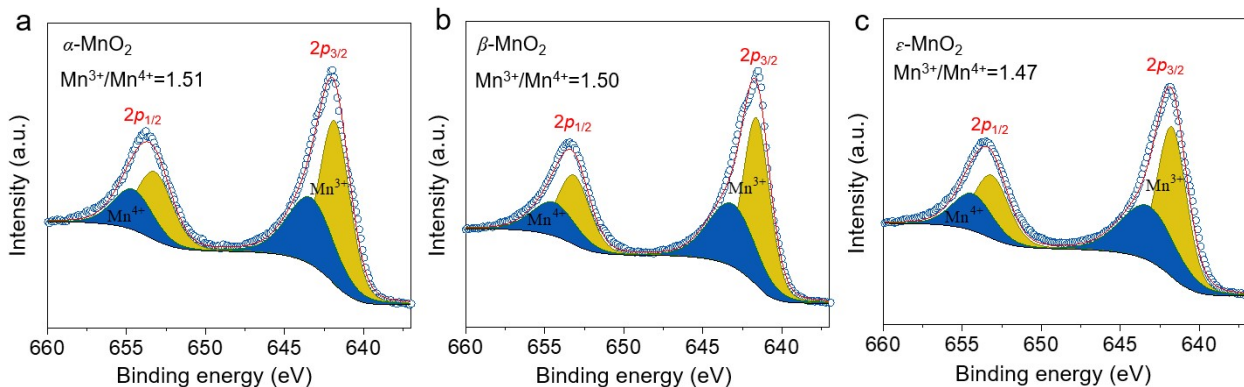 a
α-MnO₂
Mn³⁺/Mn⁴⁺=1.51
2p₃/₂
2p₁/₂
Mn³⁺
Mn⁴⁺
Intensity (a.u.)
660 655 650 645 640
Binding energy (eV)
b
β-MnO₂
Mn³⁺/Mn⁴⁺=1.50
2p₃/₂
2p₁/₂
Mn³⁺
Mn⁴⁺
Intensity (a.u.)
660 655 650 645 640
Binding energy (eV)
c
ε-MnO₂
Mn³⁺/Mn⁴⁺=1.47
2p₃/₂
2p₁/₂
Mn³⁺
Mn⁴⁺
Intensity (a.u.)
660 655 650 645 640
Binding energy (eV)